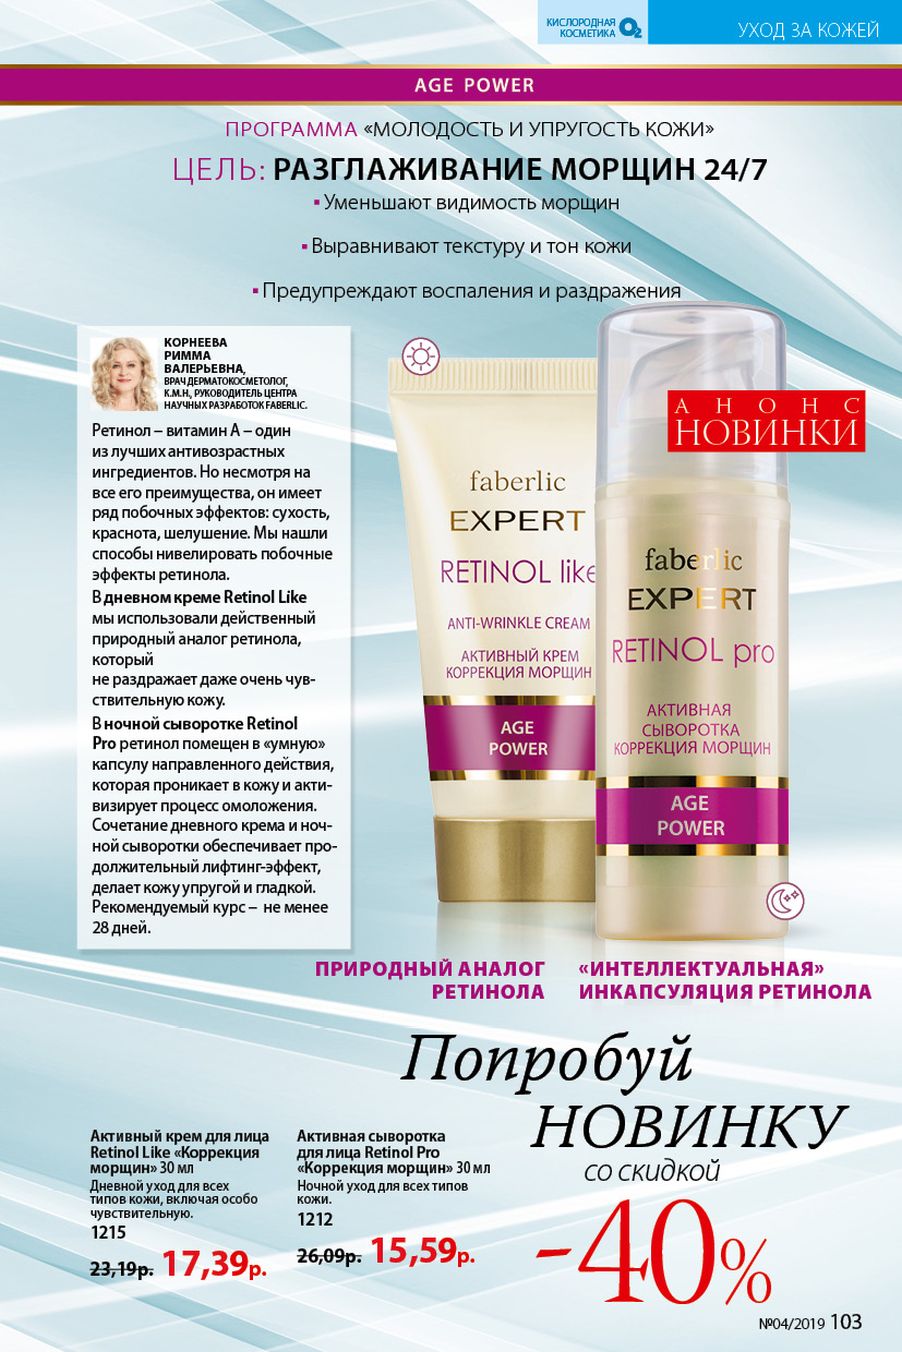 КИСЛОРОДНАЯ
КОСМЕТИКА O2
УХОД ЗА КОЖЕЙ
AGE POWER
ПРОГРАММА «МОЛОДОСТЬ И УПРУГОСТЬ КОЖИ»
ЦЕЛЬ: РАЗГЛАЖИВАНИЕ МОРЩИН 24/7
▪ Уменьшают видимость морщин
▪ Выравнивают текстуру и тон кожи
▪ Предупреждают воспаления и раздражения
КОРНЕЕВА
РИММА
ВАЛЕРЬЕВНА,
ВРАЧ ДЕРМАТОКОСМЕТОЛОГ,
К.М.Н., РУКОВОДИТЕЛЬ ЦЕНТРА
НАУЧНЫХ РАЗРАБОТОК FABERLIC.
Ретинол – витамин А – один
из лучших антивозрастных
ингредиентов. Но несмотря на
все его преимущества, он имеет
ряд побочных эффектов: сухость,
краснота, шелушение. Мы нашли
способы нивелировать побочные
эффекты ретинола.
В дневном креме Retinol Like
мы использовали действенный
природный аналог ретинола,
который
не раздражает даже очень чув-
ствительную кожу.
В ночной сыворотке Retinol
Pro ретинол помещен в «умную»
капсулу направленного действия,
которая проникает в кожу и акти-
визирует процесс омоложения.
Сочетание дневного крема и ноч-
ной сыворотки обеспечивает про-
должительный лифтинг-эффект,
делает кожу упругой и гладкой.
Рекомендуемый курс – не менее
28 дней.
faberlic
EXPERT
RETINOL like
ANTI-WRINKLE CREAM
АКТИВНЫЙ КРЕМ
КОРРЕКЦИЯ МОРЩИН
AGE
POWER
АНОНС
НОВИНКИ
faberlic
EXPERT
RETINOL pro
АКТИВНАЯ
СЫВОРОТКА
КОРРЕКЦИЯ МОРЩИН
AGE
POWER
ПРИРОДНЫЙ АНАЛОГ
РЕТИНОЛА
«ИНТЕЛЛЕКТУАЛЬНАЯ»
ИНКАПСУЛЯЦИЯ РЕТИНОЛА
Попробуй
НОВИНКУ
со скидкой
-40%
Активный крем для лица
Retinol Like «Коррекция
морщин» 30 мл
Дневной уход для всех
типов кожи, включая особо
чувствительную.
1215
23,19р. 17,39р.
Активная сыворотка
для лица Retinol Pro
«Коррекция морщин» 30 мл
Ночной уход для всех типов
кожи.
1212
26,09р. 15,59р.
№04/2019 103